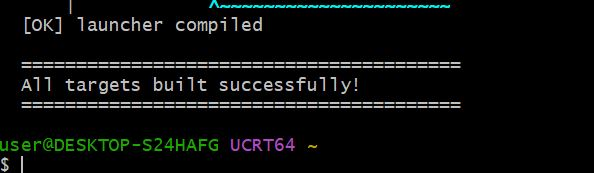 |                 ^~~~~~~~~~~~~~~~~~~~~~
[OK] launcher compiled
========================================
All targets built successfully!
========================================
user@DESKTOP-S24HAFG UCRT64 ~
$